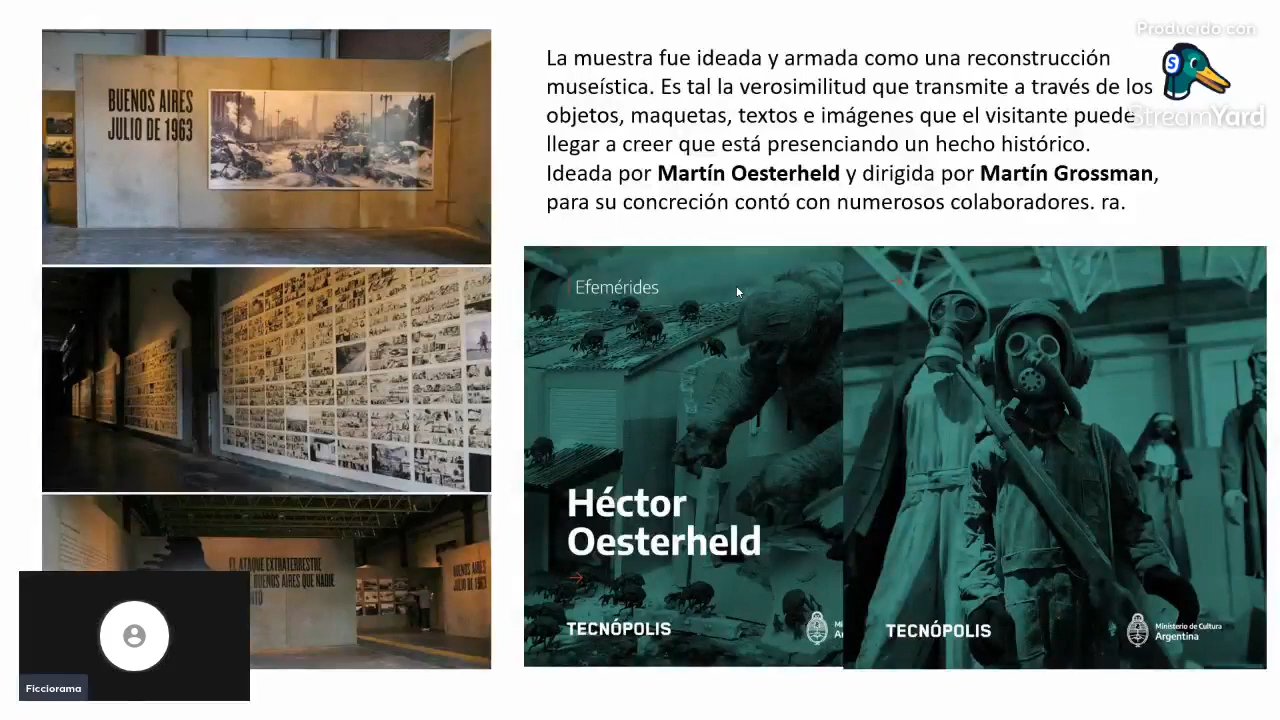 Producido con
StreamYard
La muestra fue ideada y armada como una reconstrucción
museística. Es tal la verosimilitud que transmite a través de los
objetos, maquetas, textos e imágenes que el visitante puede
llegar a creer que está presenciando un hecho histórico.
Ideada por Martín Oesterheld y dirigida por Martín Grossman,
para su concreción contó con numerosos colaboradores. ra.
BUENOS AIRES
JULIO DE 1963
EL ATAQUE EXTRATERRESTRE
BUENOS AIRES QUE NADIE
BUENOS AIRES
JULIO DE 1963
Ficciorama
Efemérides
Héctor
Oesterheld
TECNÓPOLIS
TECNÓPOLIS
Ministerio de Cultura
Argentina